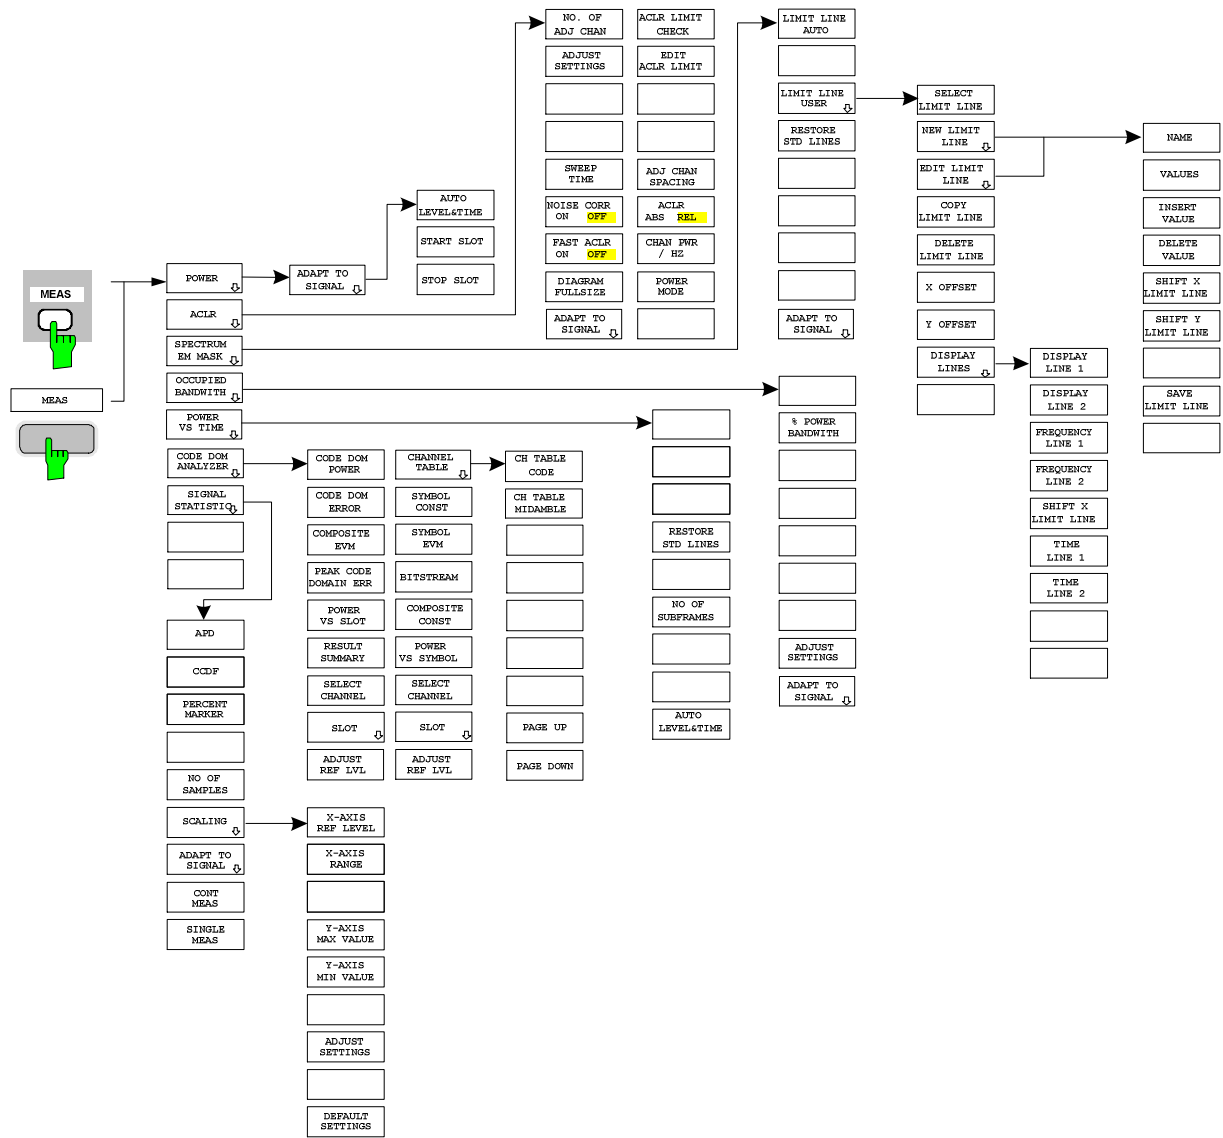 MEAS
MEAS
POWER
ACLR
SPECTRUM
EM MASK
OCCUPIED
BANDWITH
POWER
VS TIME
CODE DOM
ANALYZER
SIGNAL
STATISTIC
ADAPT TO
SIGNAL
AUTO
LEVEL&TIME
START SLOT
STOP SLOT
NO. OF
ADJ CHAN
ADJUST
SETTINGS
SWEEP
TIME
NOISE CORR
ON OFF
FAST ACLR
ON OFF
DIAGRAM
FULLSIZE
ADAPT TO
SIGNAL
ACLR LIMIT
CHECK
EDIT
ACLR LIMIT
ADJ CHAN
SPACING
ACLR
ABS REL
CHAN PWR
/ HZ
POWER
MODE
LIMIT LINE
AUTO
LIMIT LINE
USER
RESTORE
STD LINES
ADAPT TO
SIGNAL
SELECT
LIMIT LINE
NEW LIMIT
LINE
EDIT LIMIT
LINE
COPY
LIMIT LINE
DELETE
LIMIT LINE
X OFFSET
Y OFFSET
DISPLAY
LINES
NAME
VALUES
INSERT
VALUE
DELETE
VALUE
SHIFT X
LIMIT LINE
SHIFT Y
LIMIT LINE
SAVE
LIMIT LINE
DISPLAY
LINE 1
DISPLAY
LINE 2
FREQUENCY
LINE 1
FREQUENCY
LINE 2
SHIFT X
LIMIT LINE
TIME
LINE 1
TIME
LINE 2
% POWER
BANDWITH
ADJUST
SETTINGS
ADAPT TO
SIGNAL
RESTORE
STD LINES
NO OF
SUBFRAMES
AUTO
LEVEL&TIME
CODE DOM
POWER
CODE DOM
ERROR
COMPOSITE
EVM
PEAK CODE
DOMAIN ERR
POWER
VS SLOT
RESULT
SUMMARY
SELECT
CHANNEL
SLOT
ADJUST
REF LVL
CHANNEL
TABLE
SYMBOL
CONST
SYMBOL
EVM
BITSTREAM
COMPOSITE
CONST
POWER
VS SYMBOL
SELECT
CHANNEL
SLOT
ADJUST
REF LVL
CH TABLE
CODE
CH TABLE
MIDAMBLE
PAGE UP
PAGE DOWN
APD
CCDF
PERCENT
MARKER
NO OF
SAMPLES
SCALING
ADAPT TO
SIGNAL
CONT
MEAS
SINGLE
MEAS
X-AXIS
REF LEVEL
X-AXIS
RANGE
Y-AXIS
MAX VALUE
Y-AXIS
MIN VALUE
ADJUST
SETTINGS
DEFAULT
SETTINGS